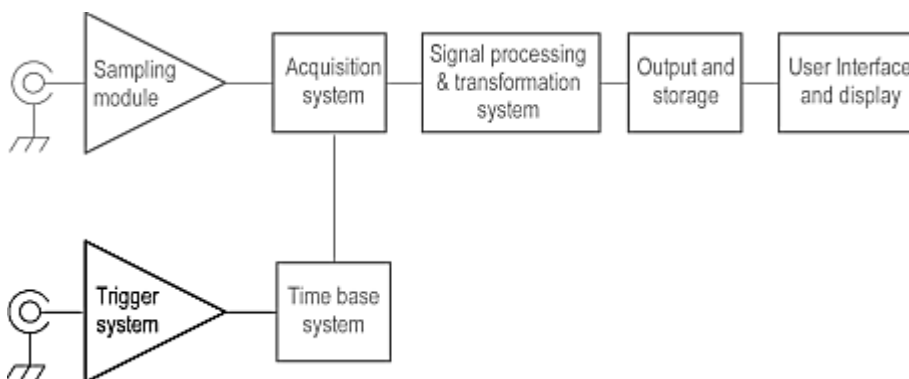 Sampling
module
Acquisition
system
Signal processing
& transformation
system
Output and
storage
User Interface
and display
Trigger
system
Time base
system